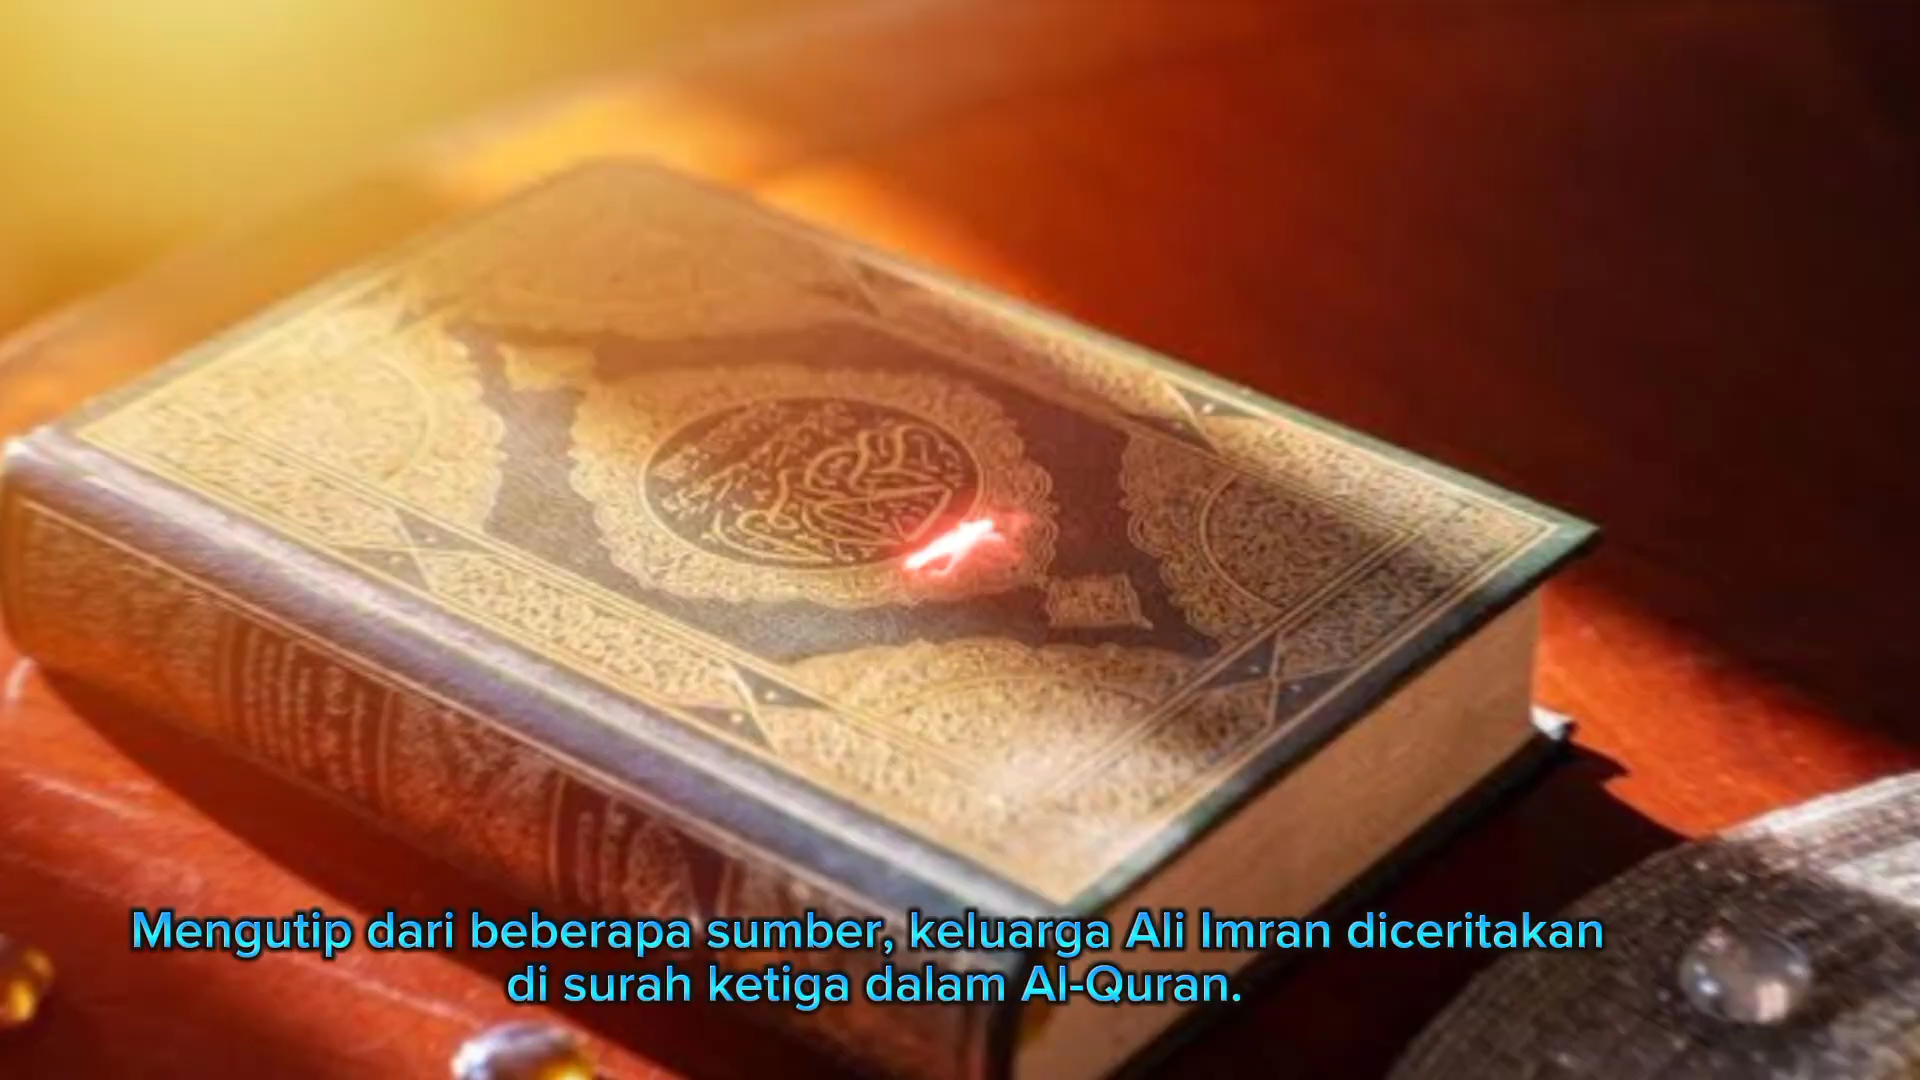 Mengutip dari beberapa sumber, keluarga Ali Imran diceritakan
di surah ketiga dalam Al-Quran.